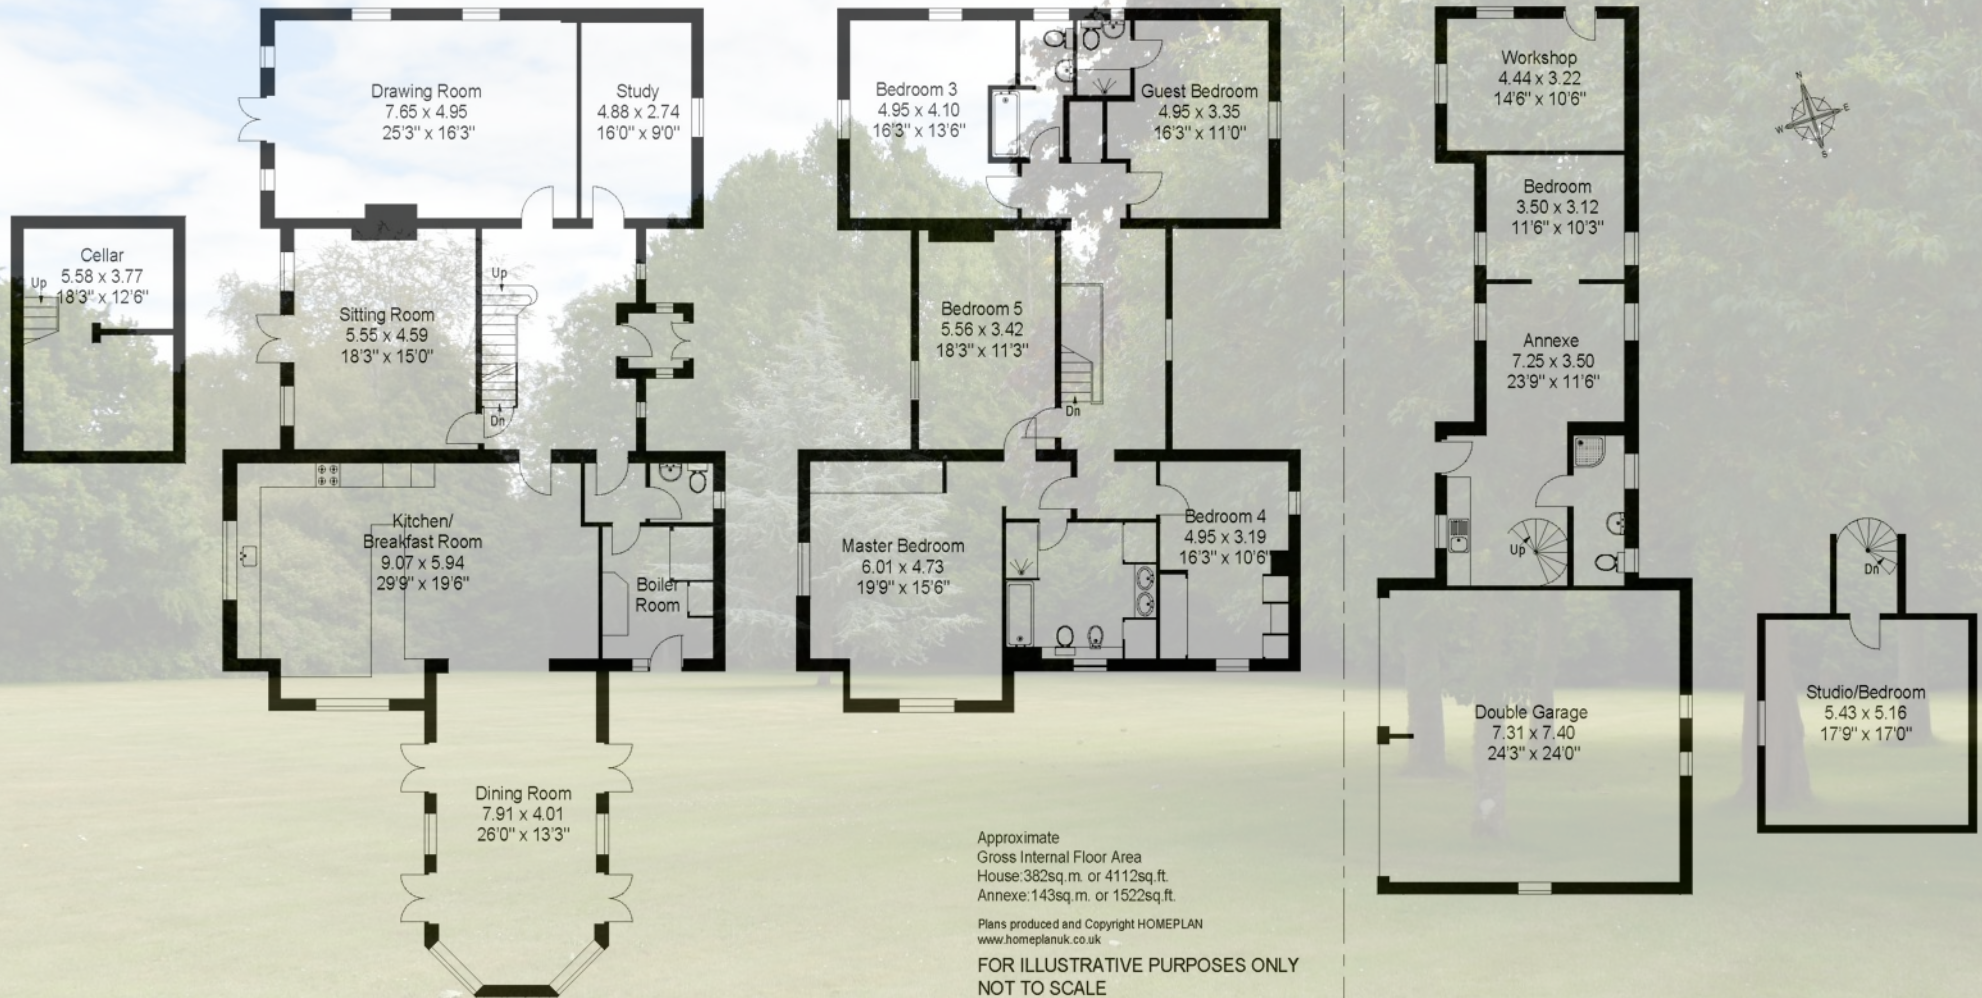 Drawing Room
7.65 x 4.95
25'3" x 16'3"
Study
4.88 x 2.74
16'0" x 9'0"
Cellar
5.58 x 3.77
18'3" x 12'6"
Up
Up
Sitting Room
5.55 x 4.59
18'3" x 15'0"
Dn
Kitchen/
Breakfast Room
9.07 x 5.94
29'9" x 19'6"
Boiler
Room
Dining Room
7.91 x 4.01
26'0" x 13'3"
Bedroom 3
4.95 x 4.10
16'3" x 13'6"
Guest Bedroom
4.95 x 3.35
16'3" x 11'0"
Bedroom 5
5.56 x 3.42
18'3" x 11'3"
Dn
Master Bedroom
6.01 x 4.73
19'9" x 15'6"
Bedroom 4
4.95 x 3.19
16'3" x 10'6"
Workshop
4.44 x 3.22
14'6" x 10'6"
N
E
W
S
Bedroom
3.50 x 3.12
11'6" x 10'3"
Annexe
7.25 x 3.50
23'9" x 11'6"
Up
Double Garage
7.31 x 7.40
24'3" x 24'0"
Dn
Studio/Bedroom
5.43 x 5.16
17'9" x 17'0"
Approximate
Gross Internal Floor Area
House:382sq.m. or 4112sq.ft.
Annexe:143sq.m. or 1522sq.ft.
Plans produced and Copyright HOMEPLAN
www.homeplanuk.co.uk
FOR ILLUSTRATIVE PURPOSES ONLY
NOT TO SCALE